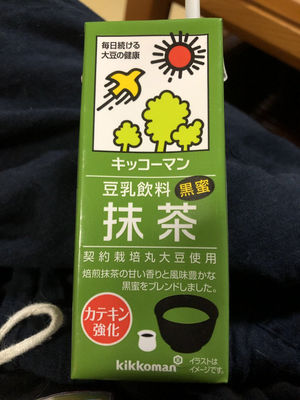 毎日続ける
大豆の健康
キッコーマン
豆乳飲料 黒蜜
抹茶
契約栽培丸大豆使用
焙煎抹茶の甘い香りと風味豊かな
黒蜜をブレンドしました。
カテキン
強化
kikkoman
イラストは
イメージです。